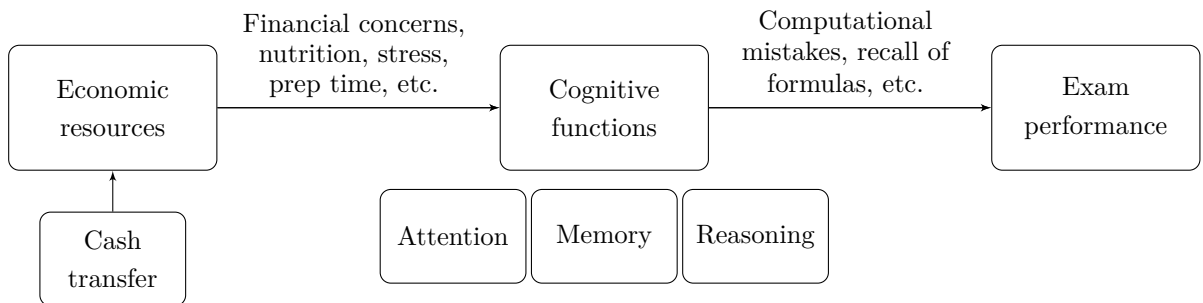 Economic
resources
Financial concerns,
nutrition, stress,
prep time, etc.
Cognitive
functions
Computational
mistakes, recall of
formulas, etc.
Exam
performance
Cash
transfer
Attention
Memory
Reasoning